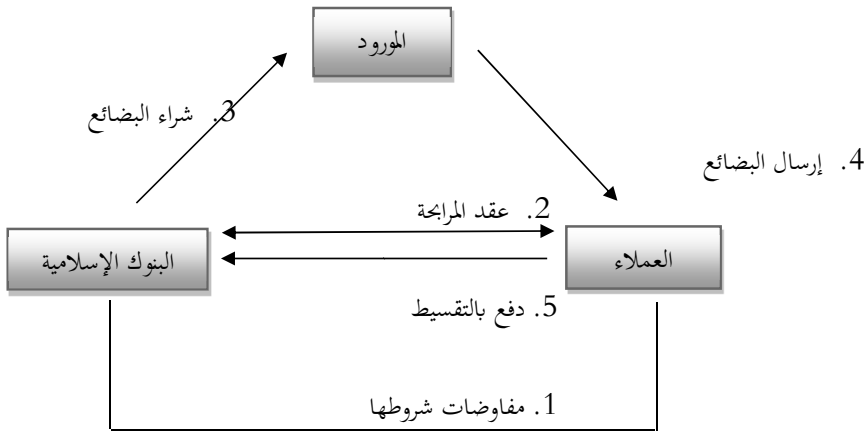 المورود
3. شراء البضائع
4. إرسال البضائع
2. عقد المرابحة
البنوك الإسلامية
العملاء
5. دفع بالتقسيط
1. مفاوضات شروطها